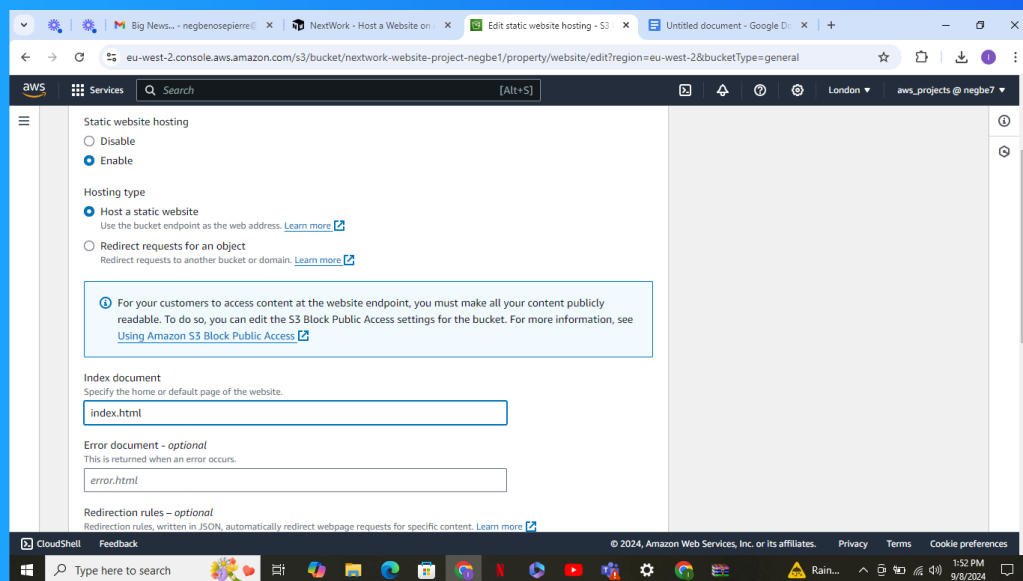 Big News... - negbenosepierre@
NextWork - Host a Website on
Edit static website hosting - S3
Untitled document - Google Do
eu-west-2.console.aws.amazon.com/s3/bucket/nextwork-website-project-negbe1/property/website/edit?region=eu-west-2&bucketType=general
aws
Services
Search
[Alt+S]
London
aws_projects @ negbe7
Static website hosting
Disable
Enable
Hosting type
Host a static website
Use the bucket endpoint as the web address. Learn more
Redirect requests for an object
Redirect requests to another bucket or domain. Learn more
For your customers to access content at the website endpoint, you must make all your content publicly
readable. To do so, you can edit the S3 Block Public Access settings for the bucket. For more information, see
Using Amazon S3 Block Public Access
Index document
Specify the home or default page of the website.
index.html
Error document - optional
This is returned when an error occurs.
error.html
Redirection rules – optional
Redirection rules, written in JSON, automatically redirect webpage requests for specific content. Learn more
CloudShell
Feedback
© 2024, Amazon Web Services, Inc. or its affiliates.
Privacy
Terms
Cookie preferences
Type here to search
Rain...
1:52 PM
9/8/2024